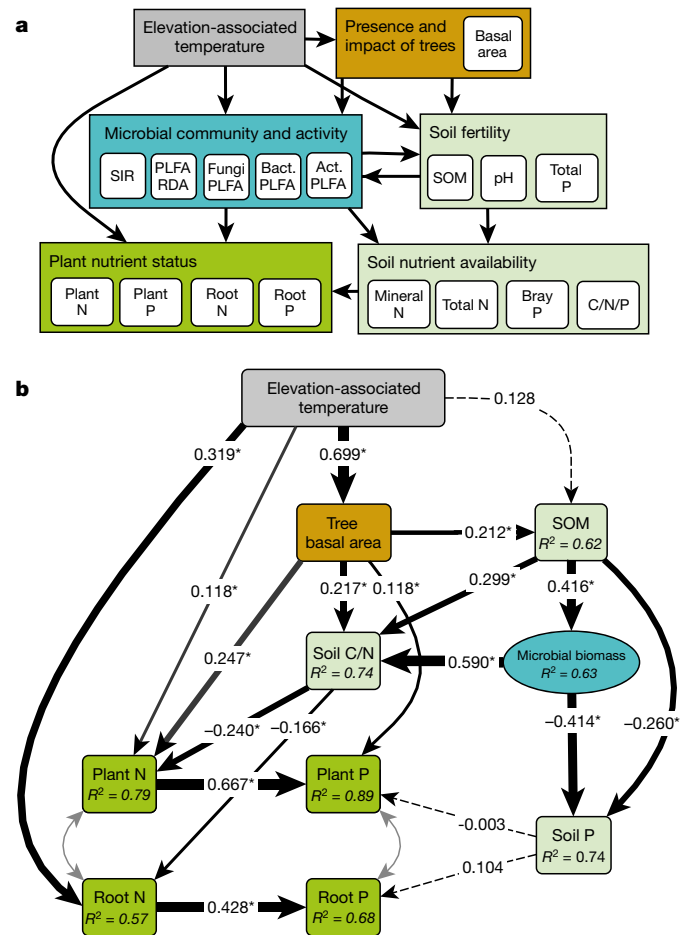 a
Elevation-associated
temperature
Presence and
impact of trees
Basal
area
Microbial community and activity
SIR
PLFA
RDA
Fungi
PLFA
Bact.
PLFA
Act.
PLFA
Soil fertility
SOM
pH
Total
P
Plant nutrient status
Plant
N
Plant
P
Root
N
Root
P
Soil nutrient availability
Mineral
N
Total N
Bray
P
C/N/P
b
Elevation-associated
temperature
0.128
0.319*
0.699*
Tree
basal area
0.212*
SOM
R² = 0.62
0.118*
0.217*
0.118*
0.299*
0.416*
0.247*
Soil C/N
R² = 0.74
0.590*
Microbial biomass
R² = 0.63
–0.240*
–0.166*
–0.414*
–0.260*
Plant N
R² = 0.79
0.667*
Plant P
R² = 0.89
-0.003
Soil P
R² = 0.74
0.104
Root N
R² = 0.57
0.428*
Root P
R² = 0.68